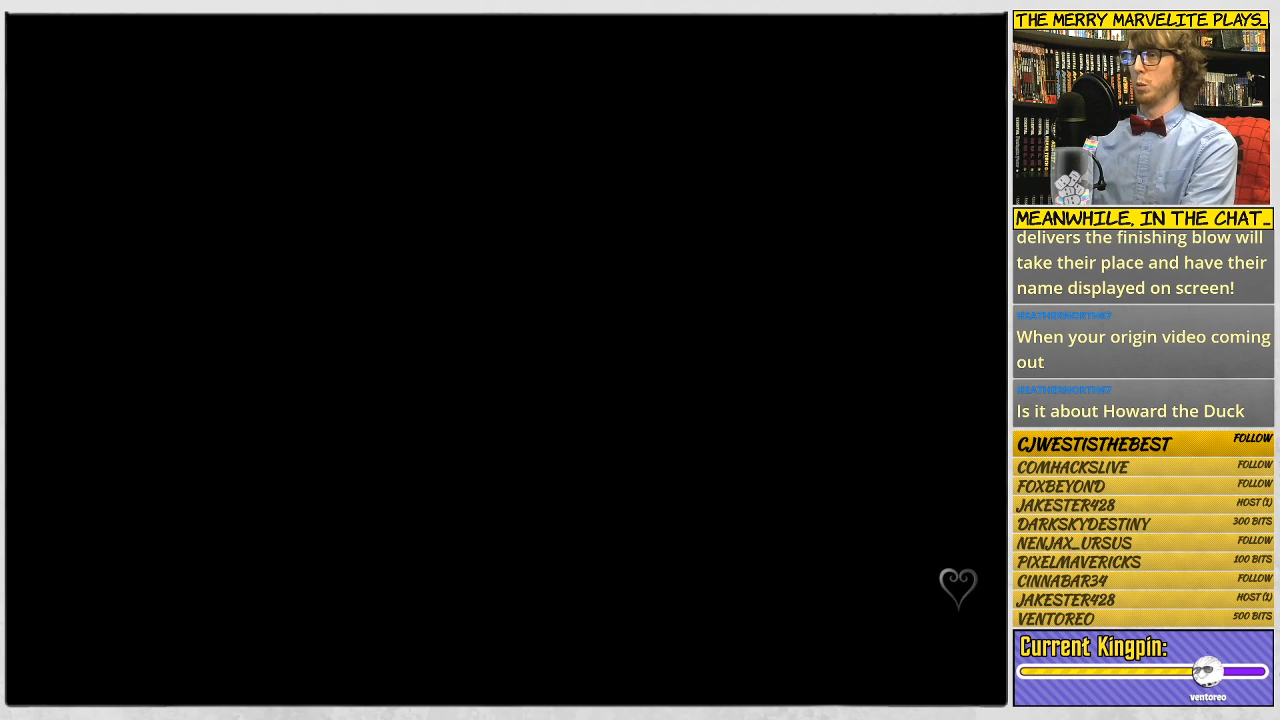 THE MERRY MARVELITE PLAYS...
MEANWHILE, IN THE CHAT...
delivers the finishing blow will
take their place and have their
name displayed on screen!
When your origin video coming
out
Is it about Howard the Duck
CJWESTISTHEBEST FOLLOW
COMHACKSLIVE FOLLOW
FOXBEYOND FOLLOW
JAKESTER428 HOST (1)
DARKSKYDESTINY 300 BITS
NENJAX_URSUS FOLLOW
PIXELMAVERICKS 100 BITS
CINNABAR34 FOLLOW
JAKESTER428 HOST (1)
VENTOREO 500 BITS
Current Kingpin:
ventoreo